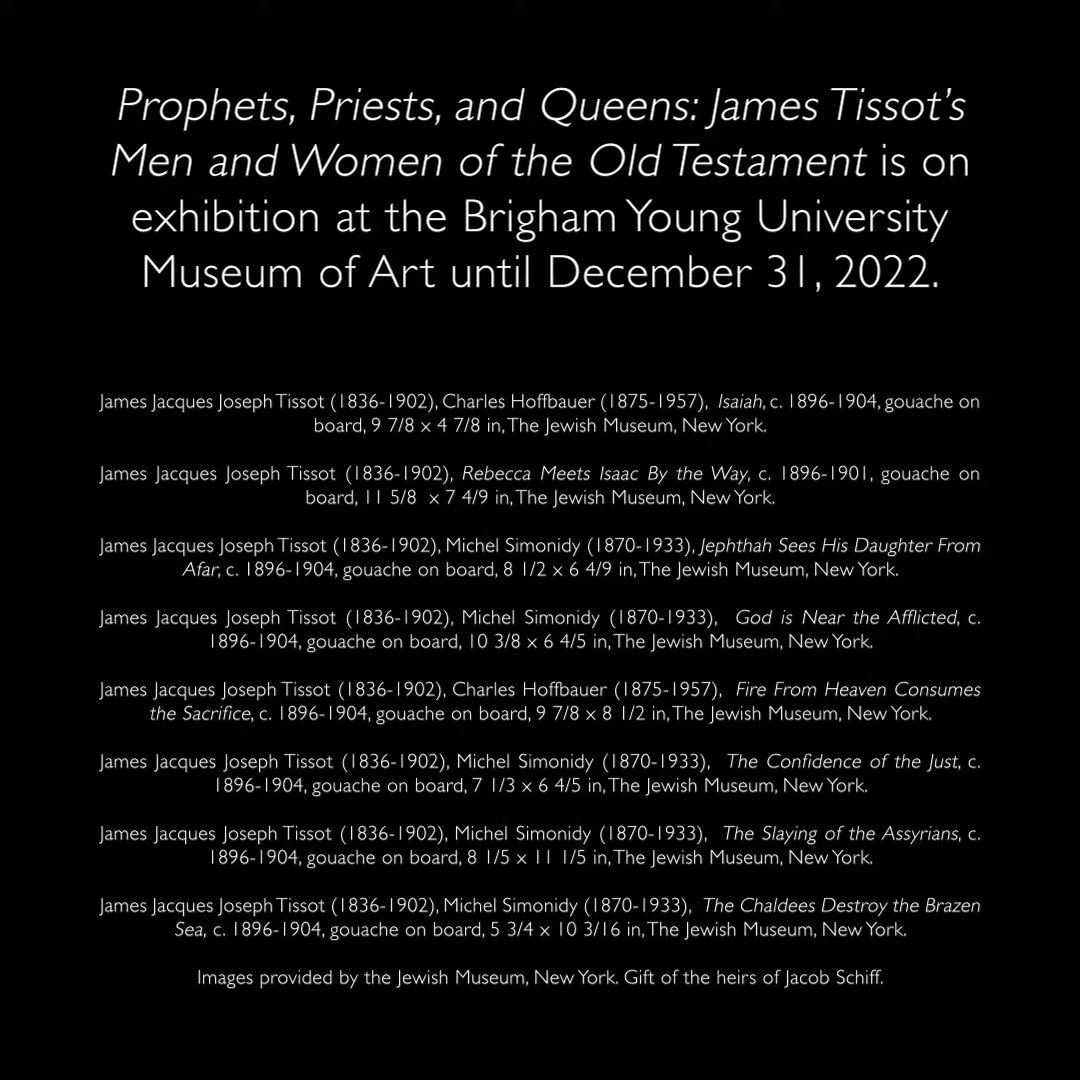 Prophets, Priests, and Queens: James Tissot’s
Men and Women of the Old Testament is on
exhibition at the Brigham Young University
Museum of Art until December 31, 2022.
James Jacques Joseph Tissot (1836-1902), Charles Hoffbauer (1875-1957), Isaiah, c. 1896-1904, gouache on
board, 9 7/8 x 4 7/8 in, The Jewish Museum, New York.
James Jacques Joseph Tissot (1836-1902), Rebecca Meets Isaac By the Way, c. 1896-1901, gouache on
board, 11 5/8 x 7 4/9 in, The Jewish Museum, New York.
James Jacques Joseph Tissot (1836-1902), Michel Simonidy (1870-1933), Jephthah Sees His Daughter From
Afar, c. 1896-1904, gouache on board, 8 1/2 x 6 4/9 in, The Jewish Museum, New York.
James Jacques Joseph Tissot (1836-1902), Michel Simonidy (1870-1933), God is Near the Afflicted, c.
1896-1904, gouache on board, 10 3/8 x 6 4/5 in, The Jewish Museum, New York.
James Jacques Joseph Tissot (1836-1902), Charles Hoffbauer (1875-1957), Fire From Heaven Consumes
the Sacrifice, c. 1896-1904, gouache on board, 9 7/8 x 8 1/2 in, The Jewish Museum, New York.
James Jacques Joseph Tissot (1836-1902), Michel Simonidy (1870-1933), The Confidence of the Just, c.
1896-1904, gouache on board, 7 1/3 x 6 4/5 in, The Jewish Museum, New York.
James Jacques Joseph Tissot (1836-1902), Michel Simonidy (1870-1933), The Slaying of the Assyrians, c.
1896-1904, gouache on board, 8 1/5 x 11 1/5 in, The Jewish Museum, New York.
James Jacques Joseph Tissot (1836-1902), Michel Simonidy (1870-1933), The Chaldees Destroy the Brazen
Sea, c. 1896-1904, gouache on board, 5 3/4 x 10 3/16 in, The Jewish Museum, New York.
Images provided by the Jewish Museum, New York. Gift of the heirs of Jacob Schiff.